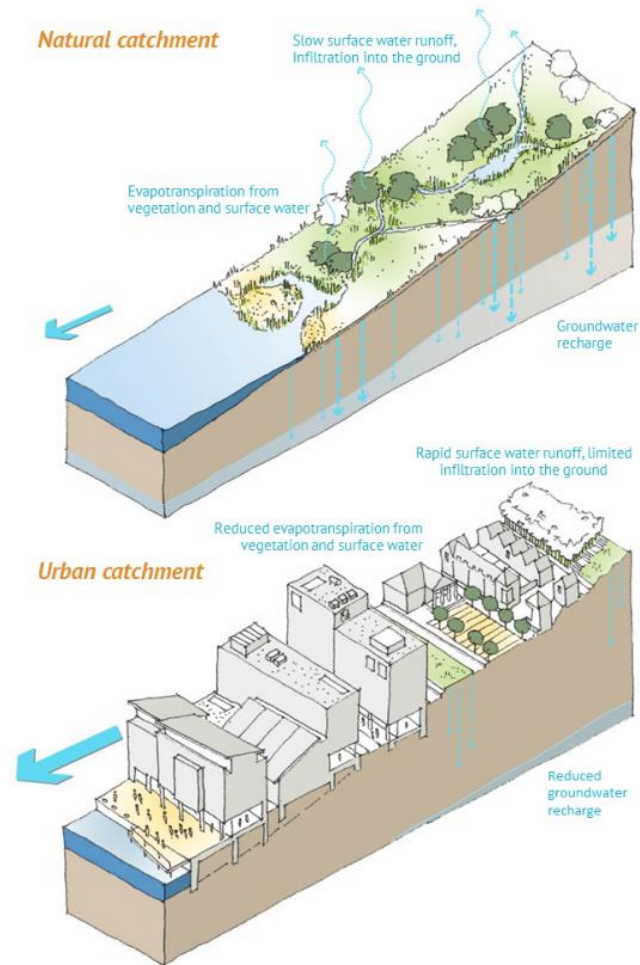 Natural catchment
Slow surface water runoff,
Infiltration into the ground
Evapotranspiration from
vegetation and surface water
Groundwater
recharge
Rapid surface water runoff, limited
infiltration into the ground
Reduced evapotranspiration from
vegetation and surface water
Urban catchment
Reduced
groundwater
recharge